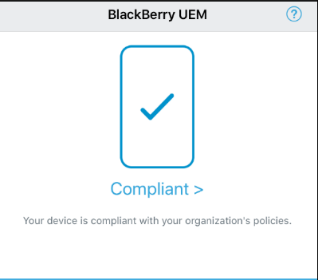 BlackBerry UEM ?
Compliant >
Your device is compliant with your organization's policies.